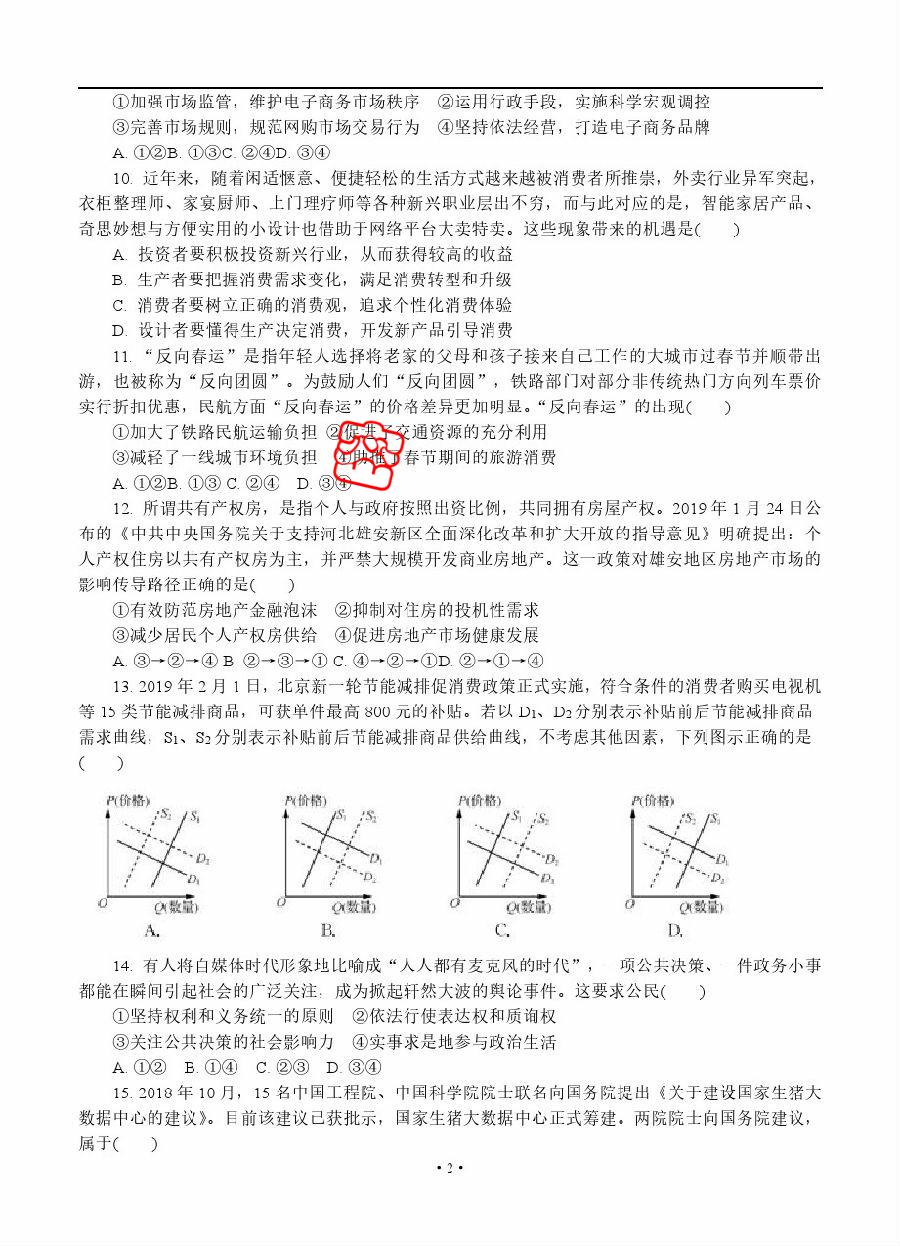 ①加强市场监管，维护电子商务市场秩序　②运用行政手段，实施科学宏观调控
③完善市场规则，规范网购市场交易行为　④坚持依法经营，打造电子商务品牌
A. ①②B. ①③C. ②④D. ③④
10. 近年来，随着闲适惬意、便捷轻松的生活方式越来越被消费者所推崇，外卖行业异军突起，
衣柜整理师、家宴厨师、上门理疗师等各种新兴职业层出不穷，而与此对应的是，智能家居产品、
奇思妙想与方便实用的小设计也借助于网络平台大卖特卖。这些现象带来的机遇是(　　)
A. 投资者要积极投资新兴行业，从而获得较高的收益
B. 生产者要把握消费需求变化，满足消费转型和升级
C. 消费者要树立正确的消费观，追求个性化消费体验
D. 设计者要懂得生产决定消费，开发新产品引导消费
11. “反向春运”是指年轻人选择将老家的父母和孩子接来自己工作的大城市过春节并顺带出
游，也被称为“反向团圆”。为鼓励人们“反向团圆”，铁路部门对部分非传统热门方向列车票价
实行折扣优惠，民航方面“反向春运”的价格差异更加明显。“反向春运”的出现(　　)
①加大了铁路民航运输负担 ②促进了交通资源的充分利用
③减轻了一线城市环境负担　④助推了春节期间的旅游消费
A. ①②B. ①③ C. ②④　D. ③④
12. 所谓共有产权房，是指个人与政府按照出资比例，共同拥有房屋产权。2019年1月24日公
布的《中共中央国务院关于支持河北雄安新区全面深化改革和扩大开放的指导意见》明确提出：个
人产权住房以共有产权房为主，并严禁大规模开发商业房地产。这一政策对雄安地区房地产市场的
影响传导路径正确的是(　　)
①有效防范房地产金融泡沫　②抑制对住房的投机性需求
③减少居民个人产权房供给　④促进房地产市场健康发展
A. ③→②→④ B ②→③→① C. ④→②→①D. ②→①→④
13. 2019年2月1日，北京新一轮节能减排促消费政策正式实施，符合条件的消费者购买电视机
等15类节能减排商品，可获单件最高800元的补贴。若以D₁、D₂分别表示补贴前后节能减排商品
需求曲线，S₁、S₂分别表示补贴前后节能减排商品供给曲线，不考虑其他因素，下列图示正确的是
(　　)
P(价格) S₂ S₁ D₂ D₁ O Q(数量)
P(价格) S₁ S₂ D₁ D₂ O Q(数量)
P(价格) S₁ S₂ D₂ D₁ O Q(数量)
P(价格) S₂ S₁ D₁ D₂ O Q(数量)
A. B. C. D.
14. 有人将自媒体时代形象地比喻成“人人都有麦克风的时代”，一项公共决策、一件政务小事
都能在瞬间引起社会的广泛关注，成为掀起轩然大波的舆论事件。这要求公民(　　)
①坚持权利和义务统一的原则　②依法行使表达权和质询权
③关注公共决策的社会影响力　④实事求是地参与政治生活
A. ①②　B. ①④　C. ②③　D. ③④
15. 2018年10月，15名中国工程院、中国科学院院士联名向国务院提出《关于建设国家生猪大
数据中心的建议》。目前该建议已获批示，国家生猪大数据中心正式筹建。两院院士向国务院建议，
属于(　　)
·2·